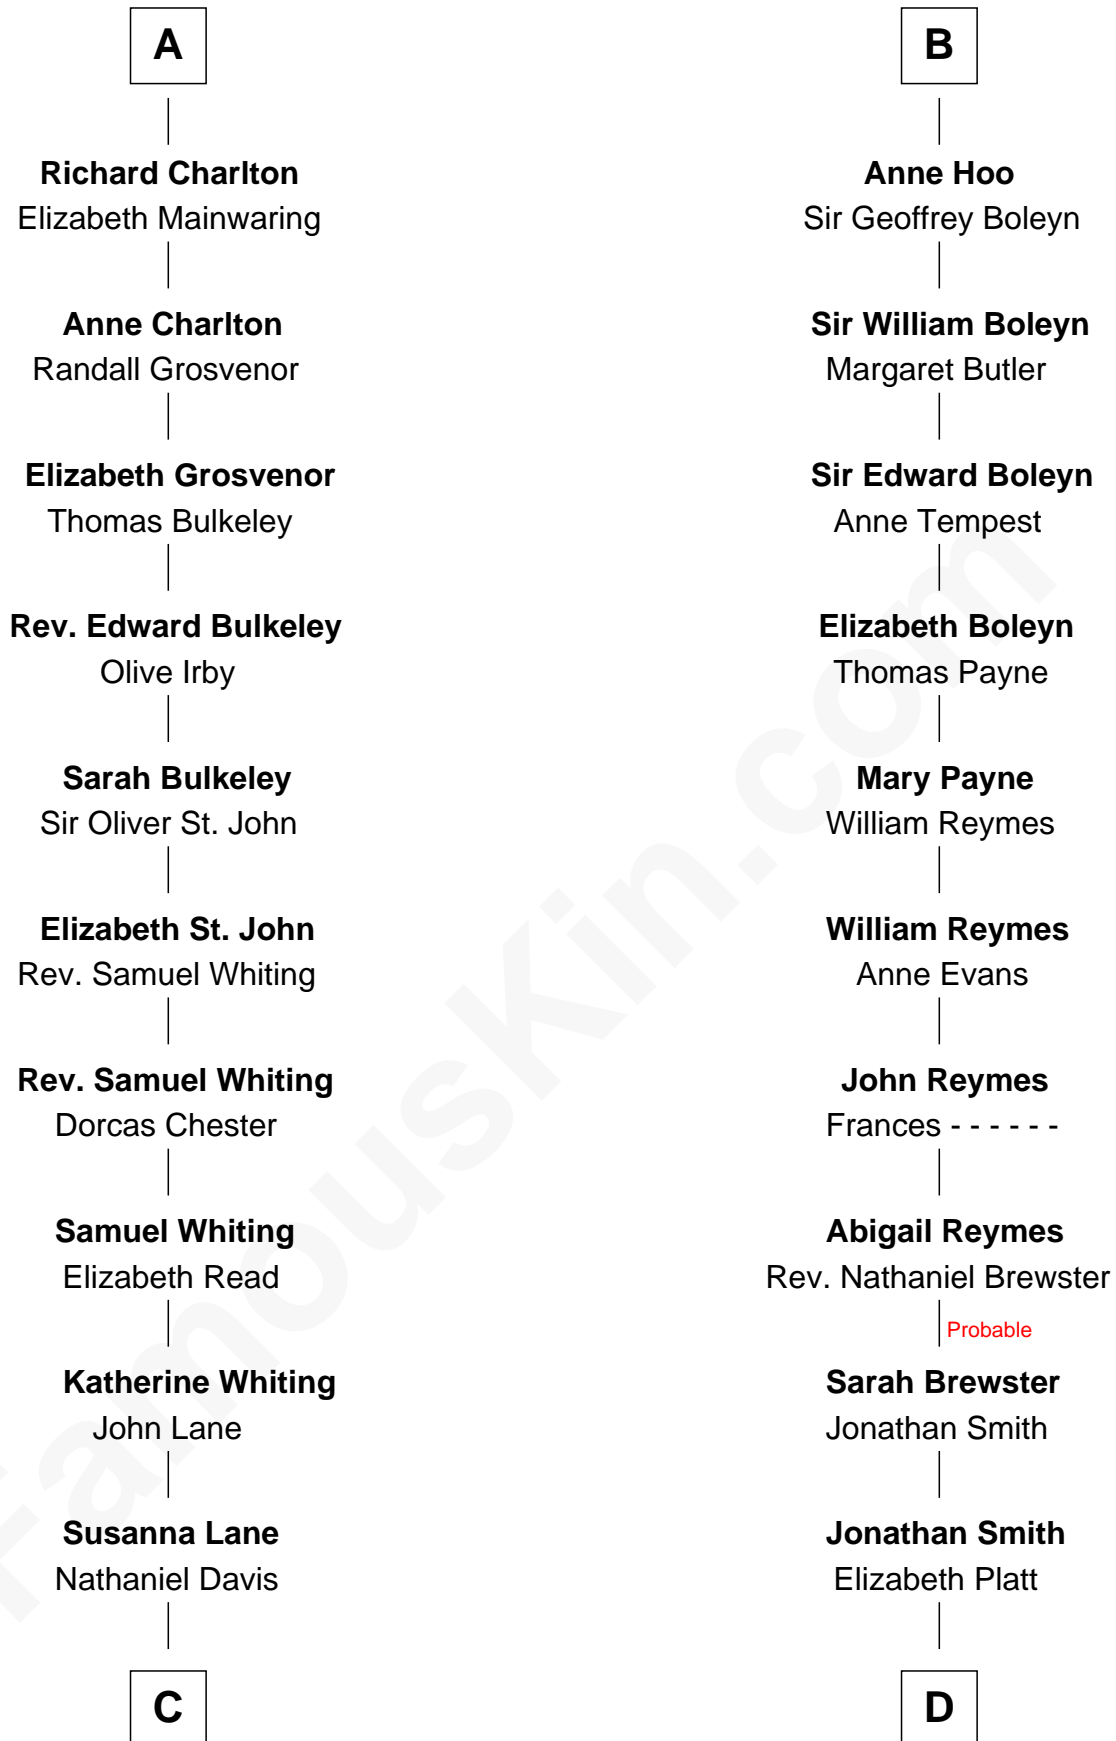 A
Richard Charlton
Elizabeth Mainwaring
Anne Charlton
Randall Grosvenor
Elizabeth Grosvenor
Thomas Bulkeley
Rev. Edward Bulkeley
Olive Irby
Sarah Bulkeley
Sir Oliver St. John
Elizabeth St. John
Rev. Samuel Whiting
Rev. Samuel Whiting
Dorcas Chester
Samuel Whiting
Elizabeth Read
Katherine Whiting
John Lane
Susanna Lane
Nathaniel Davis
C
B
Anne Hoo
Sir Geoffrey Boleyn
Sir William Boleyn
Margaret Butler
Sir Edward Boleyn
Anne Tempest
Elizabeth Boleyn
Thomas Payne
Mary Payne
William Reymes
William Reymes
Anne Evans
John Reymes
Frances - - - - - -
Abigail Reymes
Rev. Nathaniel Brewster
Probable
Sarah Brewster
Jonathan Smith
Jonathan Smith
Elizabeth Platt
D
FamousKin.com